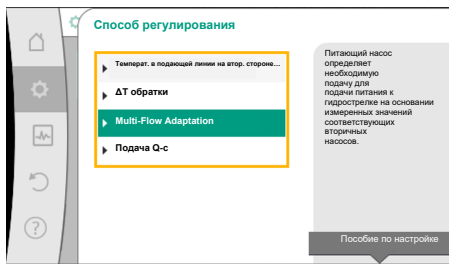 Способ регулирования
Температ. в подающей линии на втор. стороне...
ΔT обратки
Multi-Flow Adaptation
Подача Q-c
Питающий насос
определяет
необходимую
подачу для
подачи питания к
гидрострелке на основании
измеренных значений
соответствующих
вторичных
насосов.
Пособие по настройке